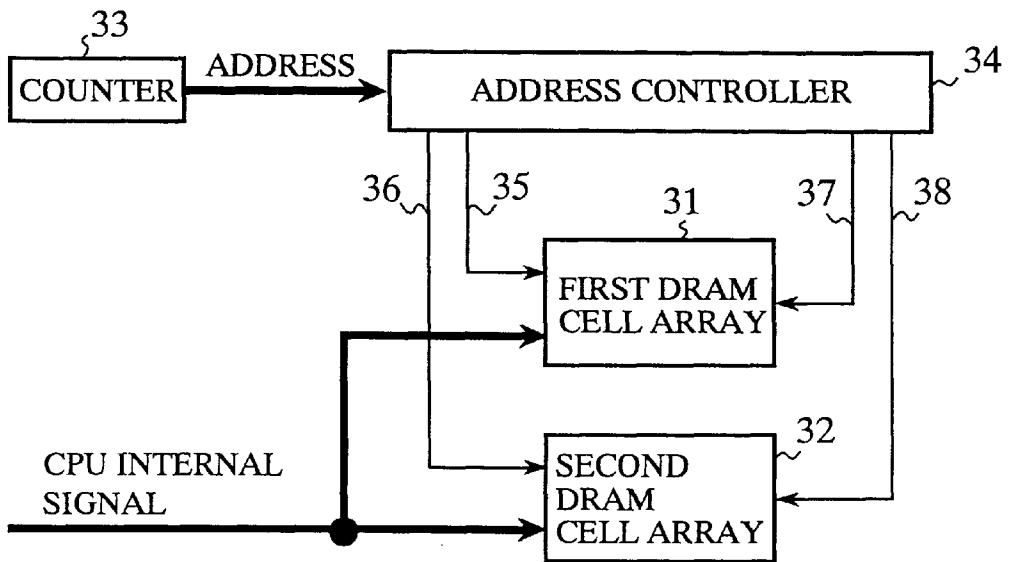 33
COUNTER
ADDRESS
ADDRESS CONTROLLER
34
36
35
31
37
38
FIRST DRAM
CELL ARRAY
32
CPU INTERNAL
SIGNAL
SECOND
DRAM
CELL ARRAY